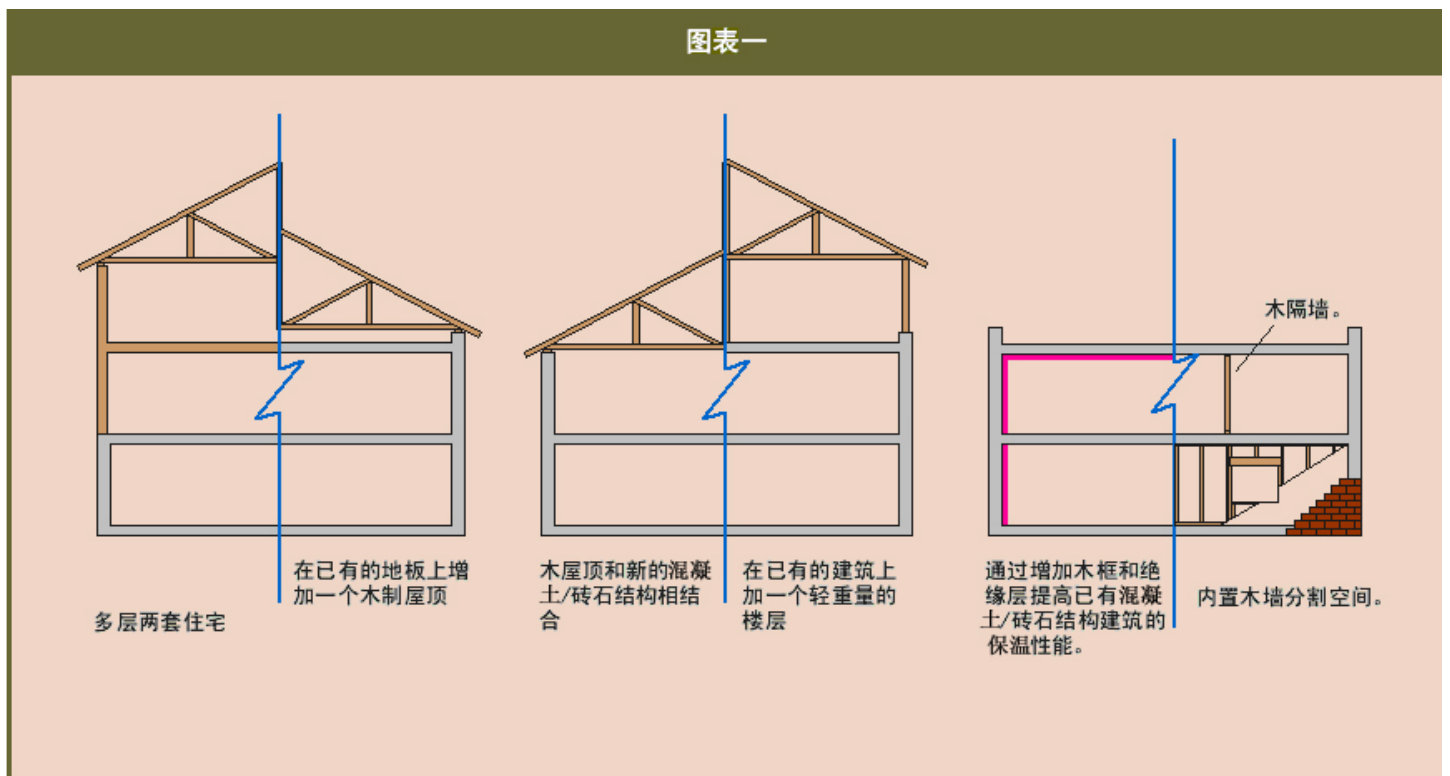 图表一
木隔墙。
多层两套住宅
在已有的地板上增
加一个木制屋顶
木屋顶和新的混凝
土/砖石结构相结
合
在已有的建筑上
加一个轻重量的
楼层
通过增加木框和绝
缘层提高已有混凝
土/砖石结构建筑的
保温性能。
内置木墙分割空间。